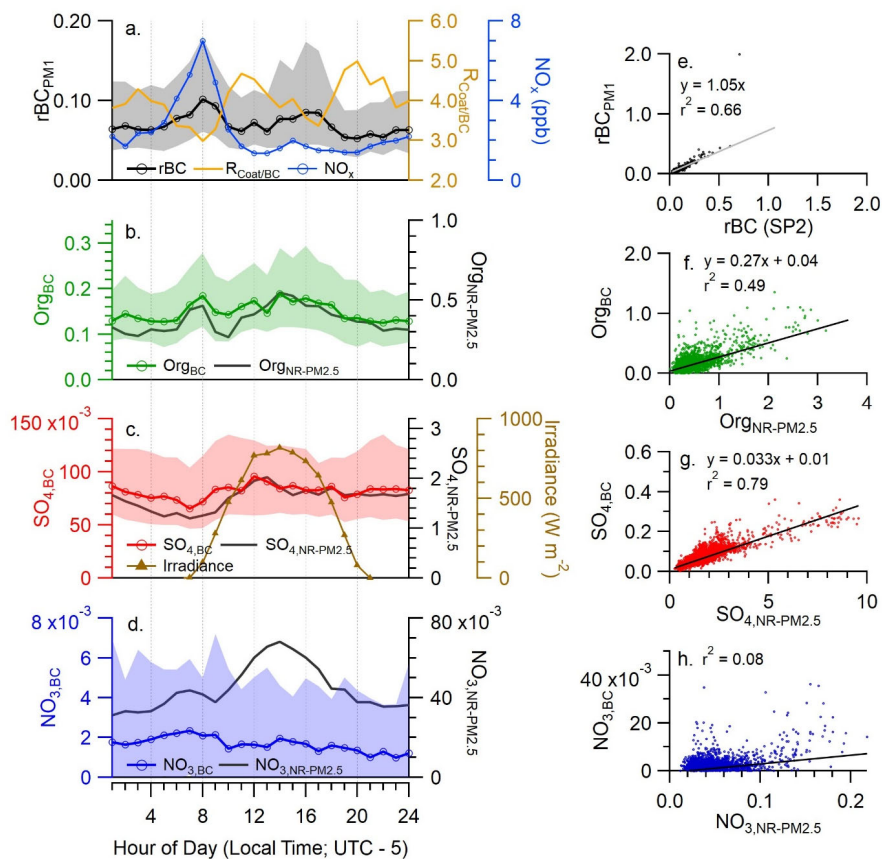 a.
rBC_PM1
0.20
0.10
0.00
6.0
5.0
4.0
3.0
2.0
R_Coat/BC
8
4
0
NO_x (ppb)
rBC R_Coat/BC NO_x
b.
Org_BC
0.3
0.2
0.1
0.0
1.0
0.5
0.0
Org_NR-PM2.5
Org_BC Org_NR-PM2.5
c.
SO_4,BC
150 x10^-3
100
50
0
3
2
1
0
SO_4,NR-PM2.5
1000
500
0
Irradiance (W m^-2)
SO_4,BC SO_4,NR-PM2.5
Irradiance
d.
NO_3,BC
8 x10^-3
6
4
2
0
80 x10^-3
40
0
NO_3,NR-PM2.5
NO_3,BC NO_3,NR-PM2.5
4 8 12 16 20 24
Hour of Day (Local Time; UTC - 5)
e.
y = 1.05x
r^2 = 0.66
rBC_PM1
2.0
1.0
0.0
0.0 0.5 1.0 1.5 2.0
rBC (SP2)
f.
y = 0.27x + 0.04
r^2 = 0.49
Org_BC
2.0
1.0
0.0
0 1 2 3 4
Org_NR-PM2.5
g.
y = 0.033x + 0.01
r^2 = 0.79
SO_4,BC
0.6
0.4
0.2
0.0
0 5 10
SO_4,NR-PM2.5
h.
r^2 = 0.08
NO_3,BC
40 x10^-3
20
0
0.0 0.1 0.2
NO_3,NR-PM2.5